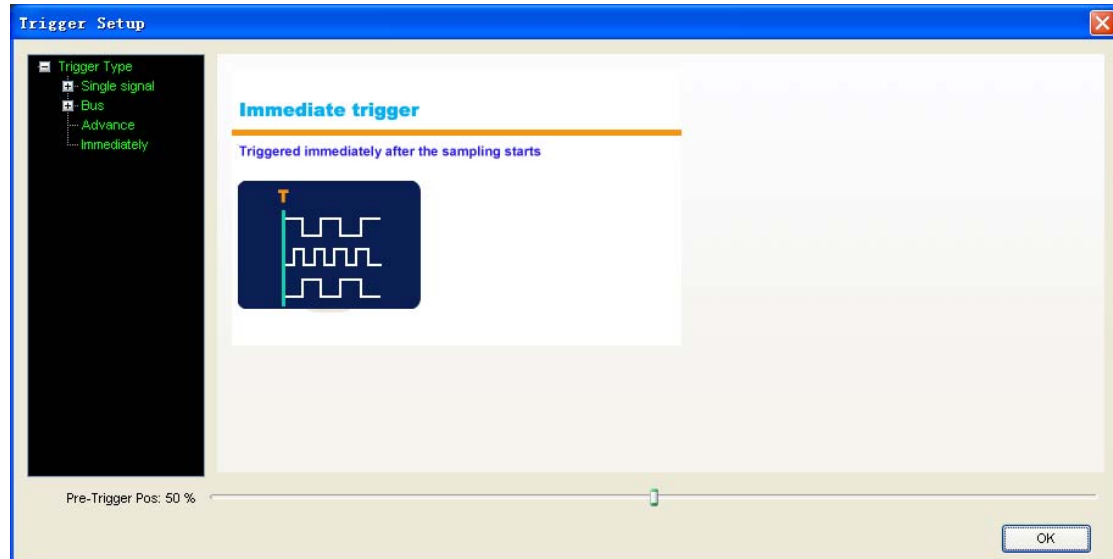 Trigger Setup
Trigger Type
Single signal
Bus
Advance
Immediately
Immediate trigger
Triggered immediately after the sampling starts
T
Pre-Trigger Pos: 50 %
OK